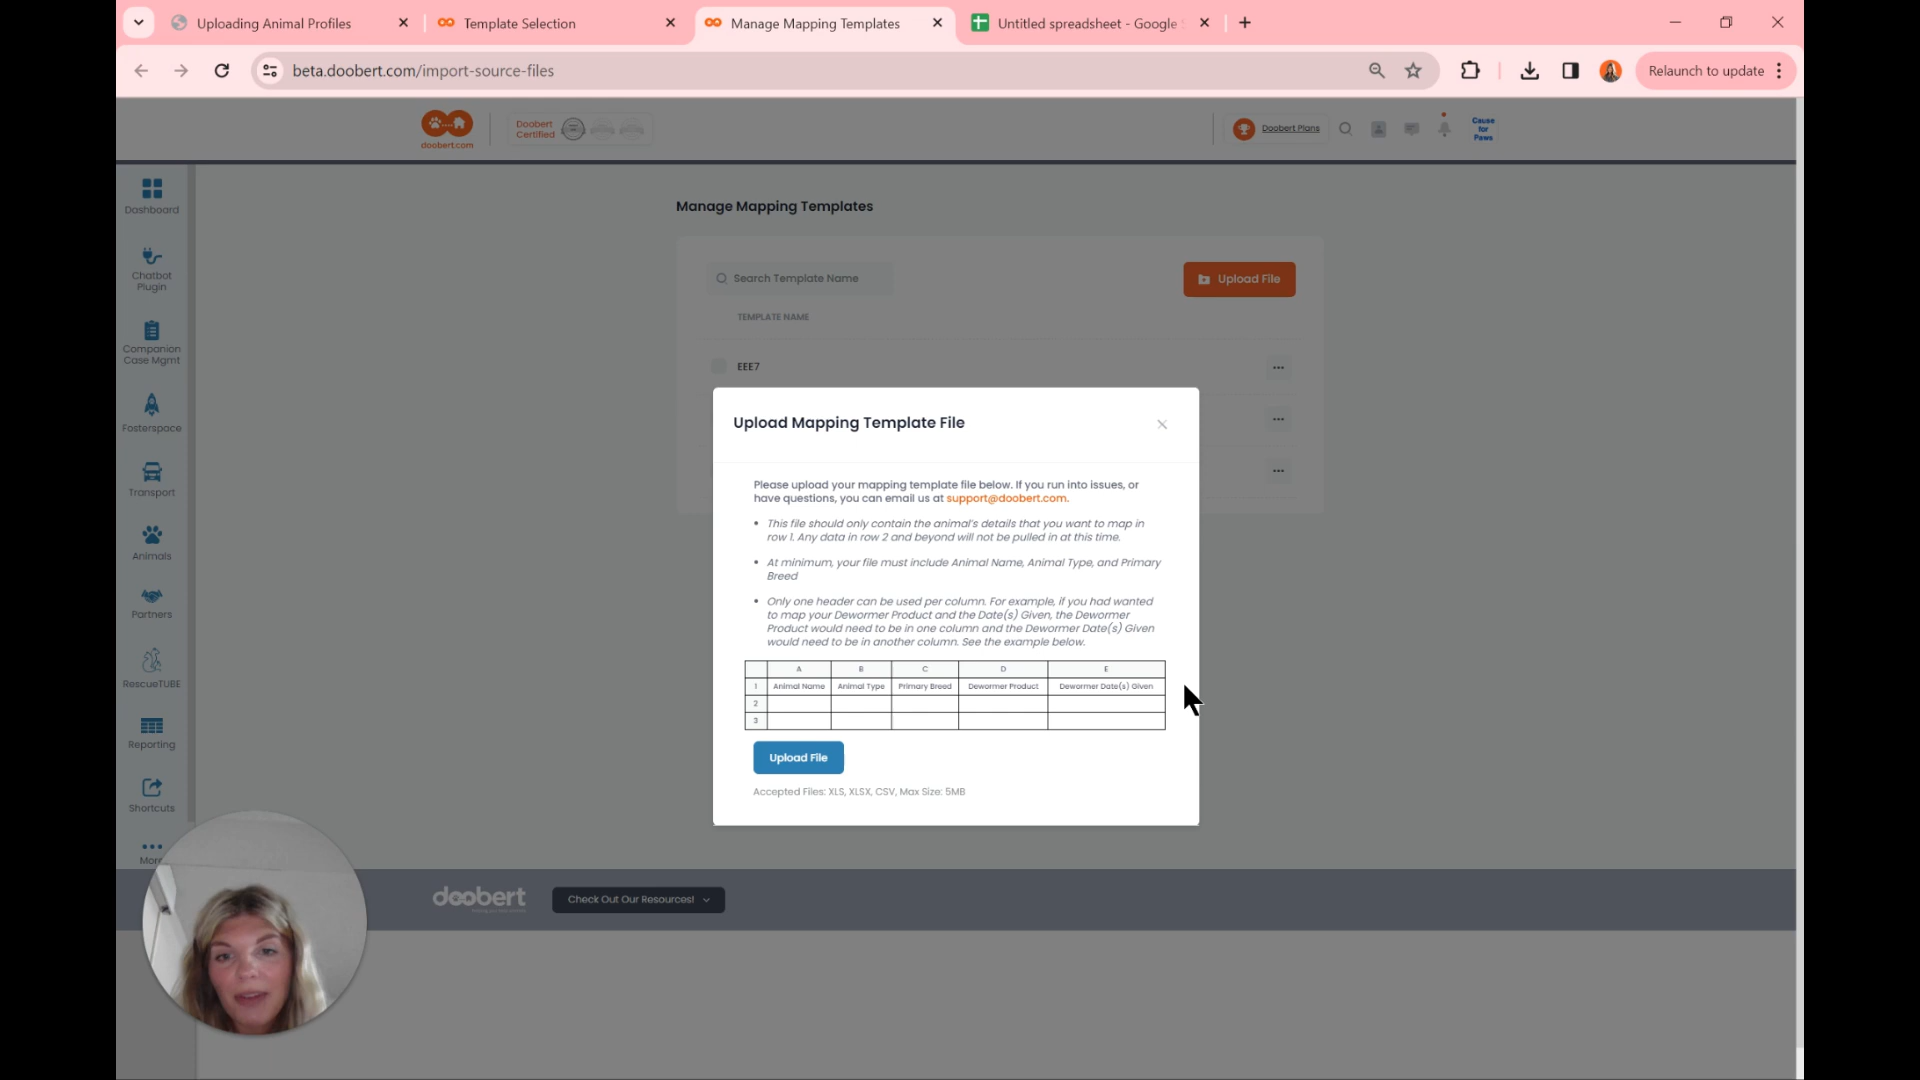 Uploading Animal Profiles
Template Selection
Manage Mapping Templates
Untitled spreadsheet - Google
beta.doobert.com/import-source-files
Relaunch to update
doobert.com
Doobert
Certified
Doobert Plans
Cause
for
Paws
Dashboard
Chatbot
Plugin
Companion
Case Mgmt
Fosterspace
Transport
Animals
Partners
RescueTUBE
Reporting
Shortcuts
More
Manage Mapping Templates
Search Template Name
Upload File
TEMPLATE NAME
EEE7
Upload Mapping Template File
Please upload your mapping template file below. If you run into issues, or
have questions, you can email us at support@doobert.com.
• This file should only contain the animal's details that you want to map in
row 1. Any data in row 2 and beyond will not be pulled in at this time.
• At minimum, your file must include Animal Name, Animal Type, and Primary
Breed
• Only one header can be used per column. For example, if you had wanted
to map your Dewormer Product and the Date(s) Given, the Dewormer
Product would need to be in one column and the Dewormer Date(s) Given
would need to be in another column. See the example below.
A B C D E
1 Animal Name Animal Type Primary Breed Dewormer Product Dewormer Date(s) Given
2
3
Upload File
Accepted Files: XLS, XLSX, CSV, Max Size: 5MB
doobert
Check Out Our Resources!